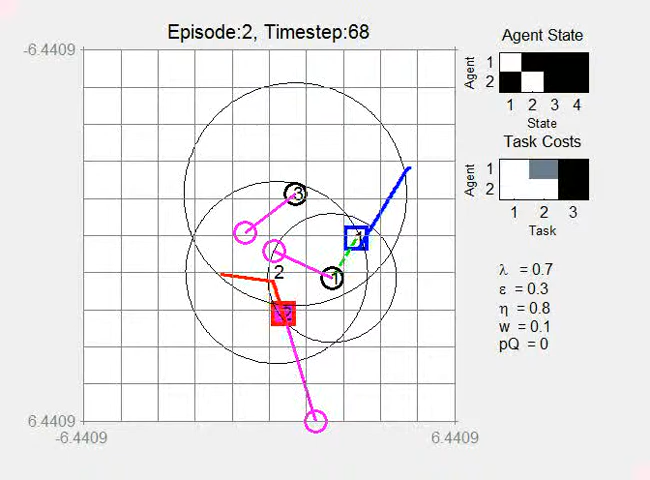 Episode:2, Timestep:68
-6.4409
6.4409
-6.4409
6.4409
3
1
2
1
2
Agent State
Agent
1
2
1 2 3 4
State
Task Costs
Agent
1
2
1 2 3
Task
λ = 0.7
ε = 0.3
η = 0.8
w = 0.1
pQ = 0